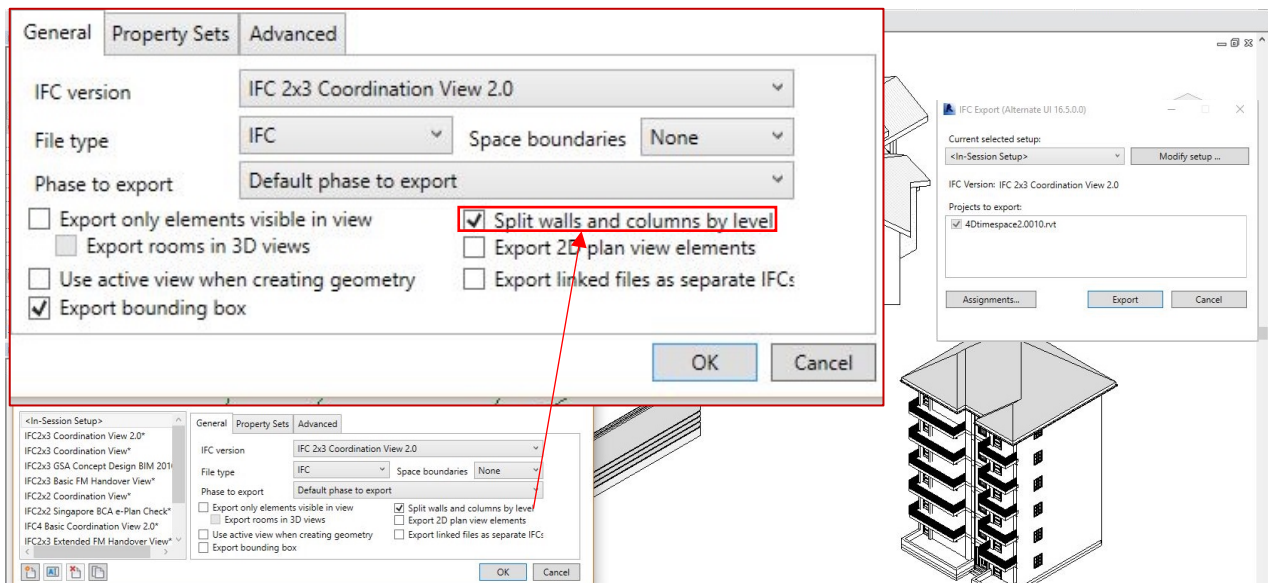 General Property Sets Advanced
IFC version IFC 2x3 Coordination View 2.0
File type IFC Space boundaries None
Phase to export Default phase to export
Export only elements visible in view Split walls and columns by level
Export rooms in 3D views Export 2D plan view elements
Use active view when creating geometry Export linked files as separate IFCs
Export bounding box
OK Cancel
IFC Export (Alternate UI 16.5.0.0)
Current selected setup:
<In-Session Setup> Modify setup ...
IFC Version: IFC 2x3 Coordination View 2.0
Projects to export:
4Dtimespace2.0010.rvt
Assignments... Export Cancel
<In-Session Setup>
IFC2x3 Coordination View 2.0*
IFC2x3 Coordination View*
IFC2x3 GSA Concept Design BIM 201
IFC2x3 Basic FM Handover View*
IFC2x2 Coordination View*
IFC2x2 Singapore BCA e-Plan Check*
IFC4 Basic Coordination View 2.0*
IFC2x3 Extended FM Handover View*
General Property Sets Advanced
IFC version IFC 2x3 Coordination View 2.0
File type IFC Space boundaries None
Phase to export Default phase to export
Export only elements visible in view Split walls and columns by level
Export rooms in 3D views Export 2D plan view elements
Use active view when creating geometry Export linked files as separate IFCs
Export bounding box
OK Cancel